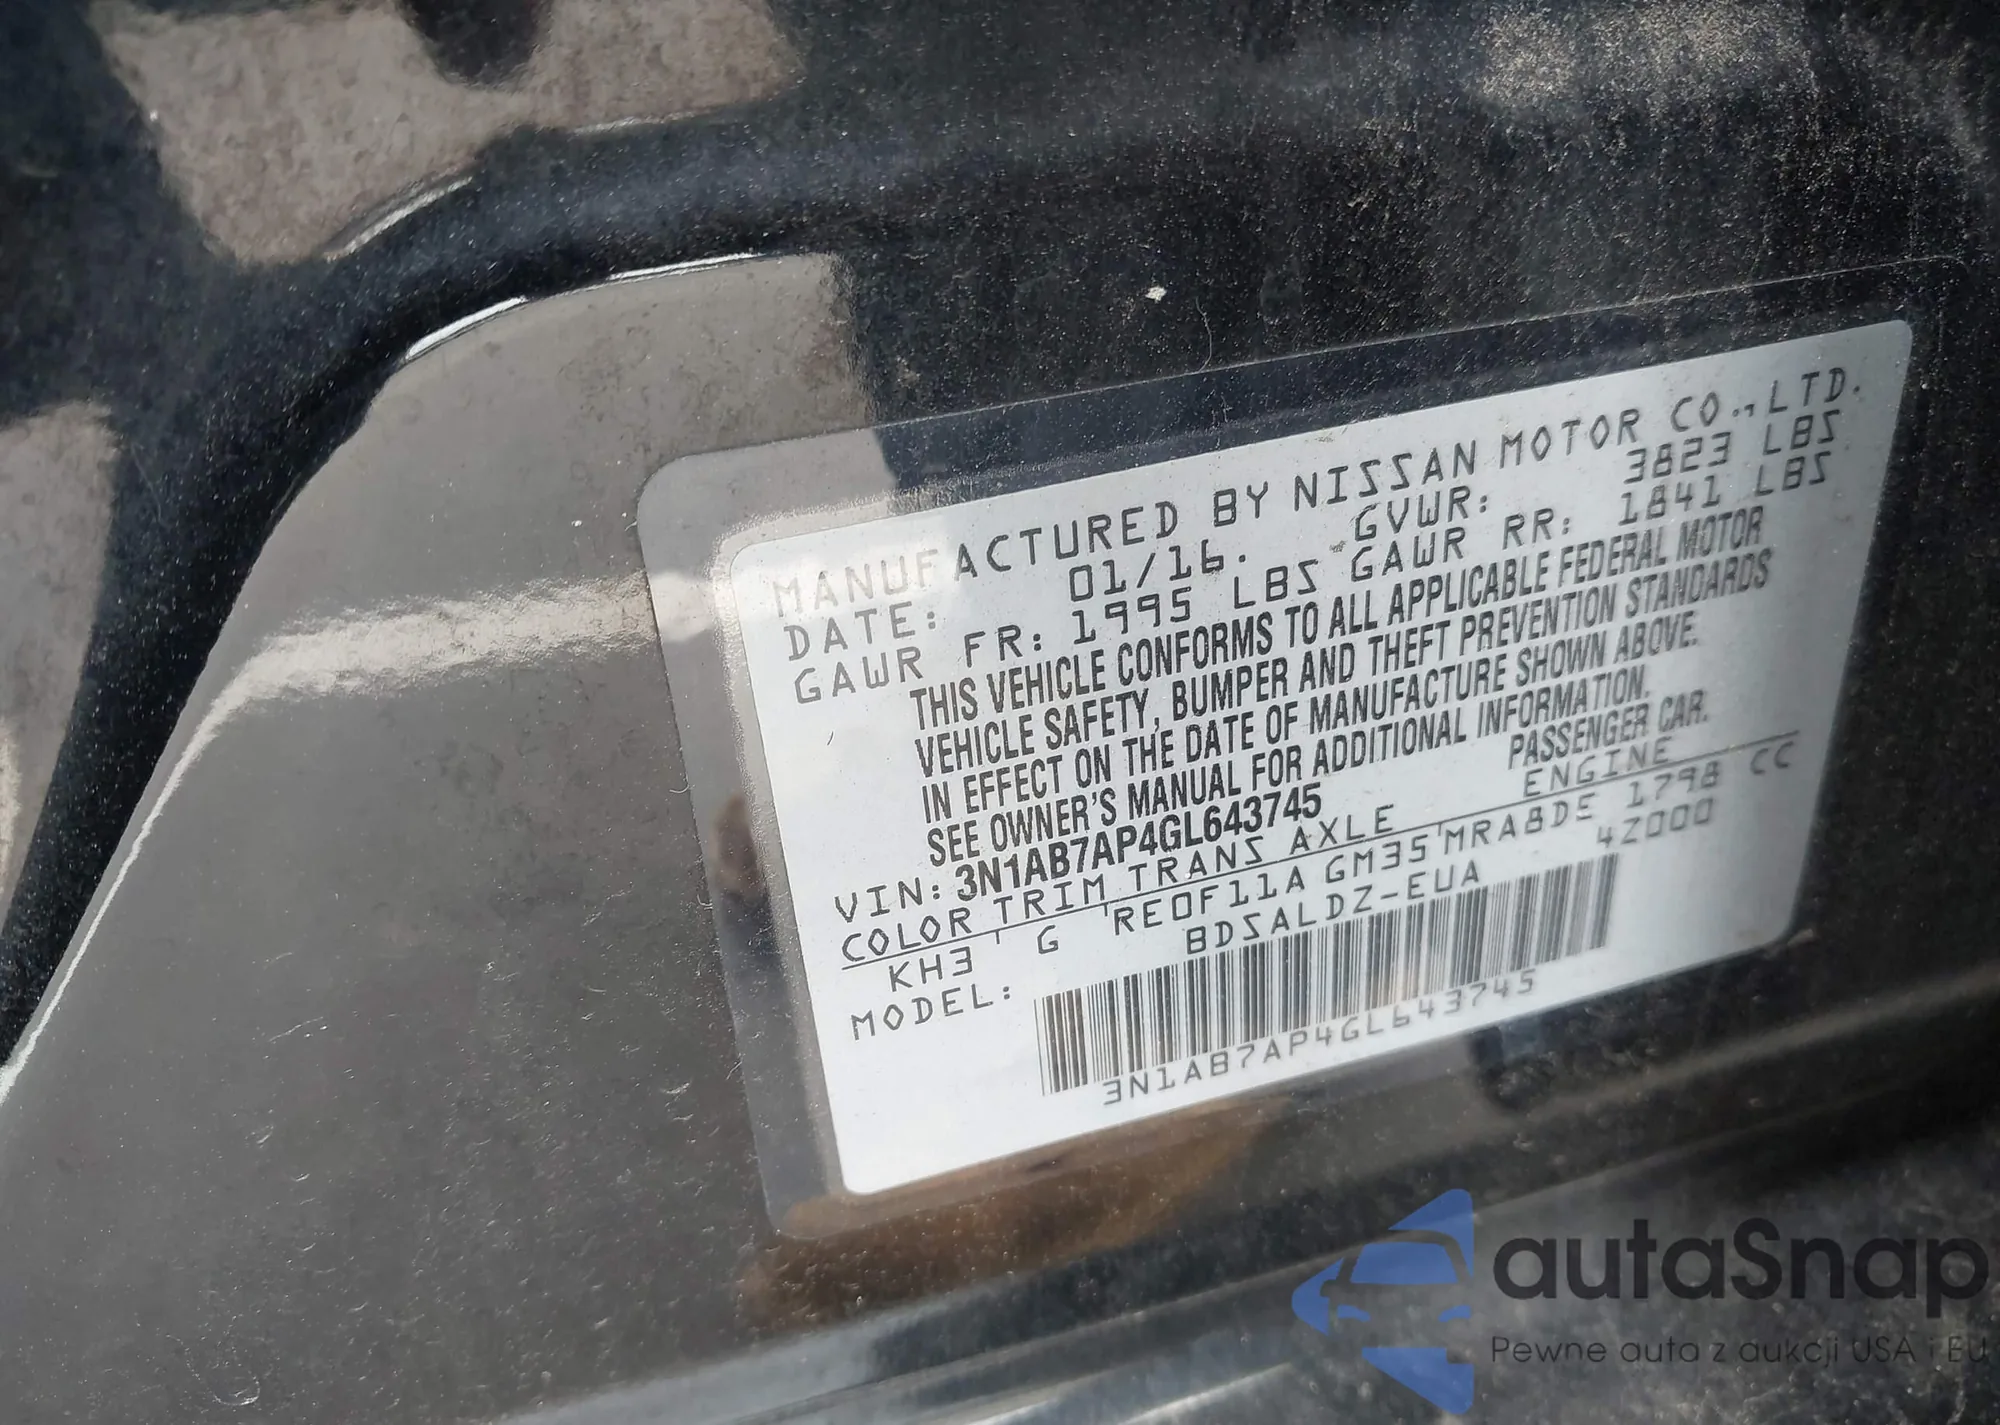 MANUFACTURED BY NISSAN MOTOR CO., LTD.
DATE: 01/16. GVWR: 3823 LBS
GAWR FR: 1995 LBS GAWR RR: 1841 LBS
THIS VEHICLE CONFORMS TO ALL APPLICABLE FEDERAL MOTOR
VEHICLE SAFETY, BUMPER AND THEFT PREVENTION STANDARDS
IN EFFECT ON THE DATE OF MANUFACTURE SHOWN ABOVE.
SEE OWNER'S MANUAL FOR ADDITIONAL INFORMATION.
VIN: 3N1AB7AP4GL643745 PASSENGER CAR.
COLOR TRIM TRANS AXLE ENGINE
KH3 G RE0F11A GM35 MRA8DE 1798 CC
MODEL: BDSALDZ-EUA 4Z000
3N1AB7AP4GL643745
autaSnap
Pewne auta z aukcji USA i EU